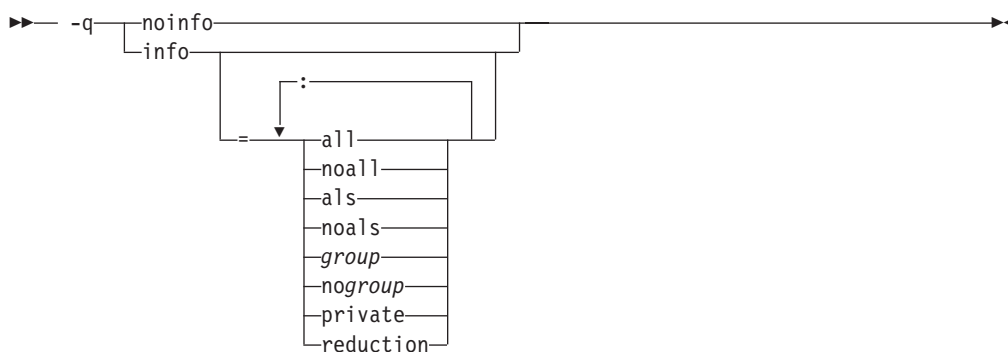 -q noinfo
info
:
= all
noall
als
noals
group
nogroup
private
reduction